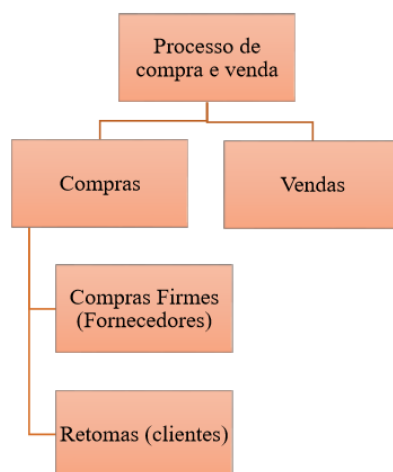 Processo de
compra e venda
Compras
Vendas
Compras Firmes
(Fornecedores)
Retomas (clientes)